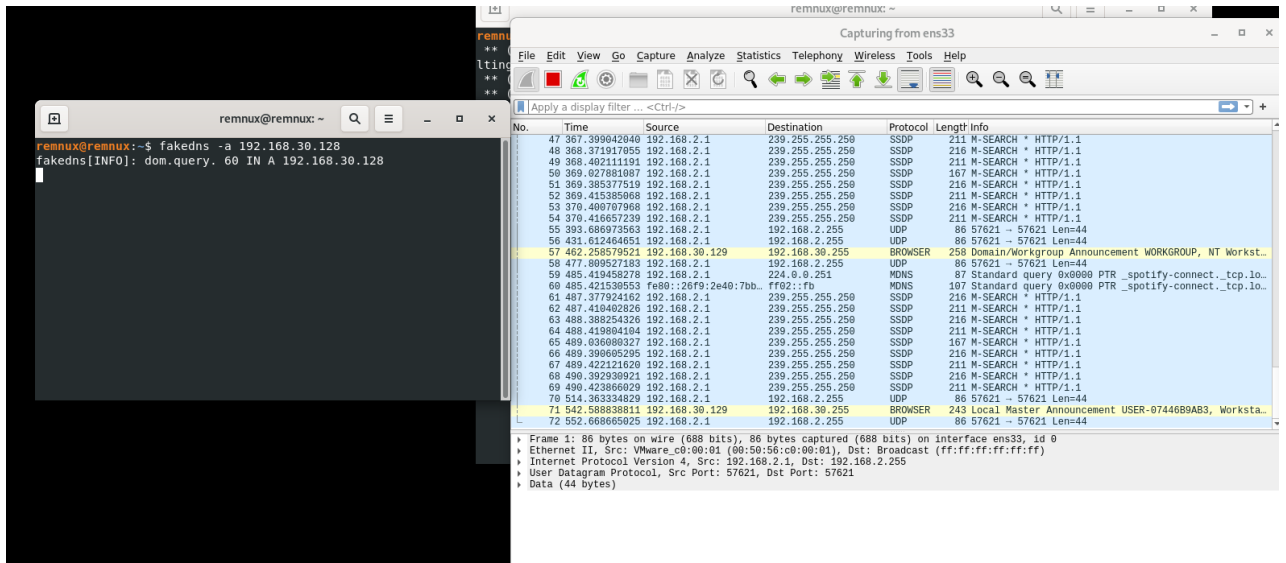 remnux@remnux: ~
remnux@remnux: ~
remnux@remnux:~$ fakedns -a 192.168.30.128
fakedns[INFO]: dom.query. 60 IN A 192.168.30.128
remnu
** (
lting
** (
** (
Capturing from ens33
File Edit View Go Capture Analyze Statistics Telephony Wireless Tools Help
Apply a display filter ... <Ctrl-/>
No. Time Source Destination Protocol Length Info
47 367.399042040 192.168.2.1 239.255.255.250 SSDP 211 M-SEARCH * HTTP/1.1
48 368.371917055 192.168.2.1 239.255.255.250 SSDP 216 M-SEARCH * HTTP/1.1
49 368.402111191 192.168.2.1 239.255.255.250 SSDP 211 M-SEARCH * HTTP/1.1
50 369.027881087 192.168.2.1 239.255.255.250 SSDP 167 M-SEARCH * HTTP/1.1
51 369.385377519 192.168.2.1 239.255.255.250 SSDP 216 M-SEARCH * HTTP/1.1
52 369.415385068 192.168.2.1 239.255.255.250 SSDP 211 M-SEARCH * HTTP/1.1
53 370.400707968 192.168.2.1 239.255.255.250 SSDP 216 M-SEARCH * HTTP/1.1
54 370.416657239 192.168.2.1 239.255.255.250 SSDP 211 M-SEARCH * HTTP/1.1
55 393.686973563 192.168.2.1 192.168.2.255 UDP 86 57621 → 57621 Len=44
56 431.612464651 192.168.2.1 192.168.2.255 UDP 86 57621 → 57621 Len=44
57 462.258579521 192.168.30.129 192.168.30.255 BROWSER 258 Domain/Workgroup Announcement WORKGROUP, NT Workst…
58 477.809527183 192.168.2.1 192.168.2.255 UDP 86 57621 → 57621 Len=44
59 485.419458278 192.168.2.1 224.0.0.251 MDNS 87 Standard query 0x0000 PTR _spotify-connect._tcp.lo…
60 485.421530553 fe80::26f9:2e40:7bb… ff02::fb MDNS 107 Standard query 0x0000 PTR _spotify-connect._tcp.lo…
61 487.377924162 192.168.2.1 239.255.255.250 SSDP 216 M-SEARCH * HTTP/1.1
62 487.410402826 192.168.2.1 239.255.255.250 SSDP 211 M-SEARCH * HTTP/1.1
63 488.388254326 192.168.2.1 239.255.255.250 SSDP 216 M-SEARCH * HTTP/1.1
64 488.419804104 192.168.2.1 239.255.255.250 SSDP 211 M-SEARCH * HTTP/1.1
65 489.036080327 192.168.2.1 239.255.255.250 SSDP 167 M-SEARCH * HTTP/1.1
66 489.390605295 192.168.2.1 239.255.255.250 SSDP 216 M-SEARCH * HTTP/1.1
67 489.422121620 192.168.2.1 239.255.255.250 SSDP 211 M-SEARCH * HTTP/1.1
68 490.392930921 192.168.2.1 239.255.255.250 SSDP 216 M-SEARCH * HTTP/1.1
69 490.423866029 192.168.2.1 239.255.255.250 SSDP 211 M-SEARCH * HTTP/1.1
70 514.363334829 192.168.2.1 192.168.2.255 UDP 86 57621 → 57621 Len=44
71 542.588838811 192.168.30.129 192.168.30.255 BROWSER 243 Local Master Announcement USER-07446B9AB3, Worksta…
72 552.668665025 192.168.2.1 192.168.2.255 UDP 86 57621 → 57621 Len=44
Frame 1: 86 bytes on wire (688 bits), 86 bytes captured (688 bits) on interface ens33, id 0
Ethernet II, Src: VMware_c0:00:01 (00:50:56:c0:00:01), Dst: Broadcast (ff:ff:ff:ff:ff:ff)
Internet Protocol Version 4, Src: 192.168.2.1, Dst: 192.168.2.255
User Datagram Protocol, Src Port: 57621, Dst Port: 57621
Data (44 bytes)